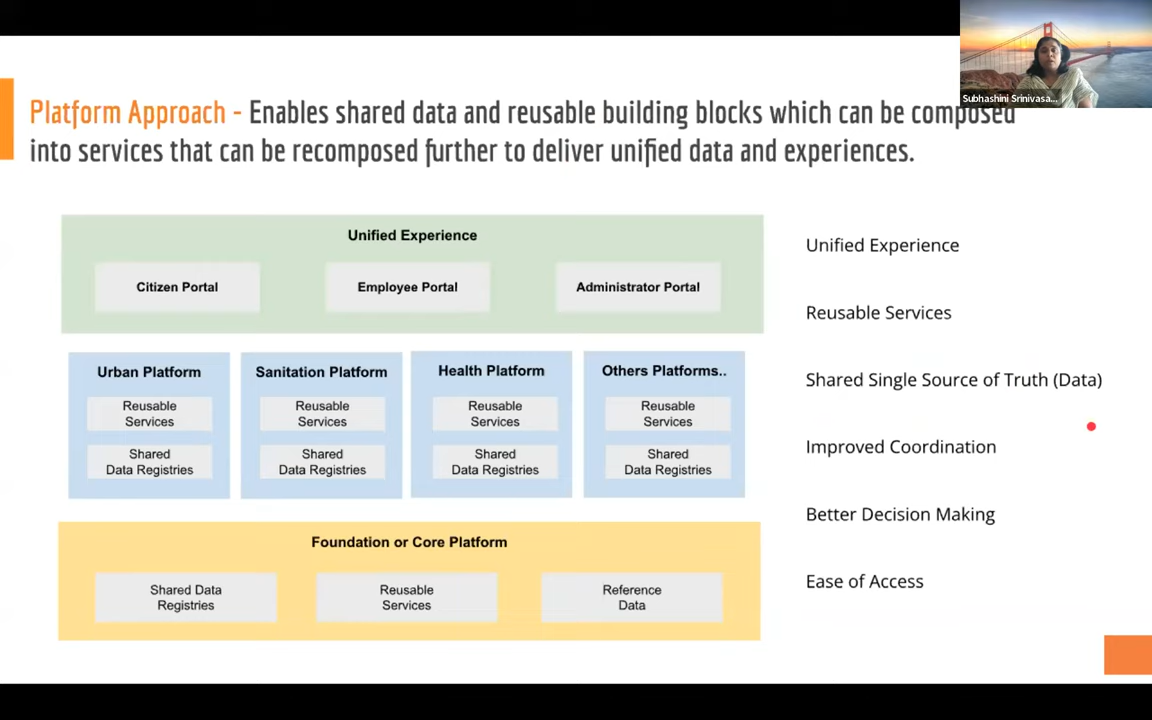 Subhashini Srinivasa...
Platform Approach - Enables shared data and reusable building blocks which can be composed
into services that can be recomposed further to deliver unified data and experiences.
Unified Experience
Citizen Portal
Employee Portal
Administrator Portal
Urban Platform
Reusable
Services
Shared
Data Registries
Sanitation Platform
Reusable
Services
Shared
Data Registries
Health Platform
Reusable
Services
Shared
Data Registries
Others Platforms..
Reusable
Services
Shared
Data Registries
Foundation or Core Platform
Shared Data
Registries
Reusable
Services
Reference
Data
Unified Experience
Reusable Services
Shared Single Source of Truth (Data)
Improved Coordination
Better Decision Making
Ease of Access